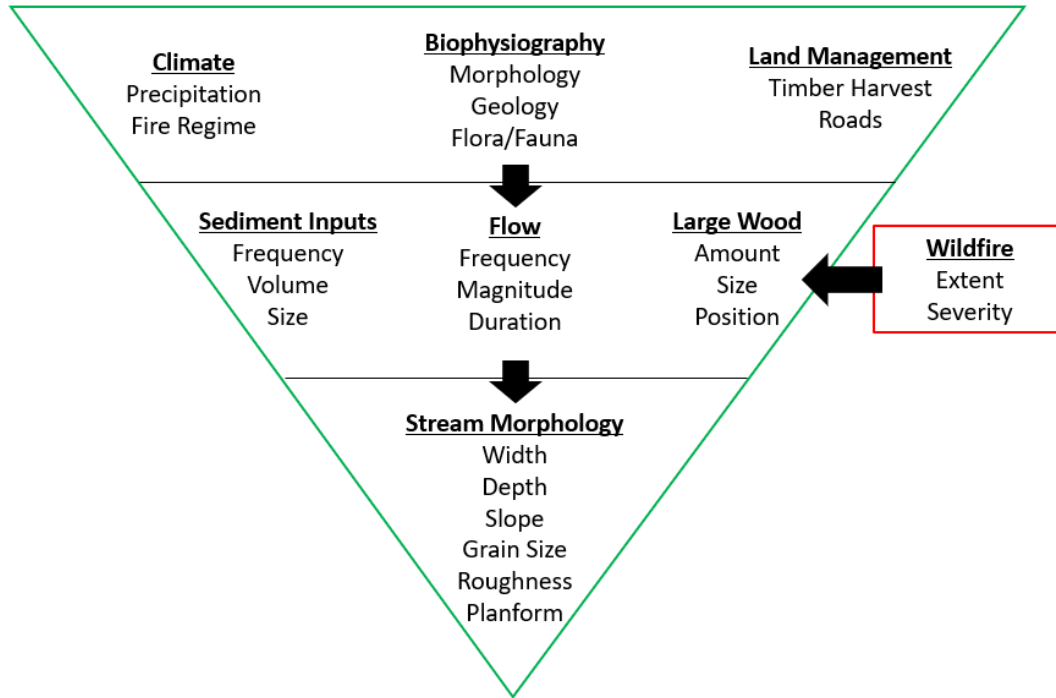 Climate
Precipitation
Fire Regime
Biophysiography
Morphology
Geology
Flora/Fauna
Land Management
Timber Harvest
Roads
Sediment Inputs
Frequency
Volume
Size
Flow
Frequency
Magnitude
Duration
Large Wood
Amount
Size
Position
Wildfire
Extent
Severity
Stream Morphology
Width
Depth
Slope
Grain Size
Roughness
Planform